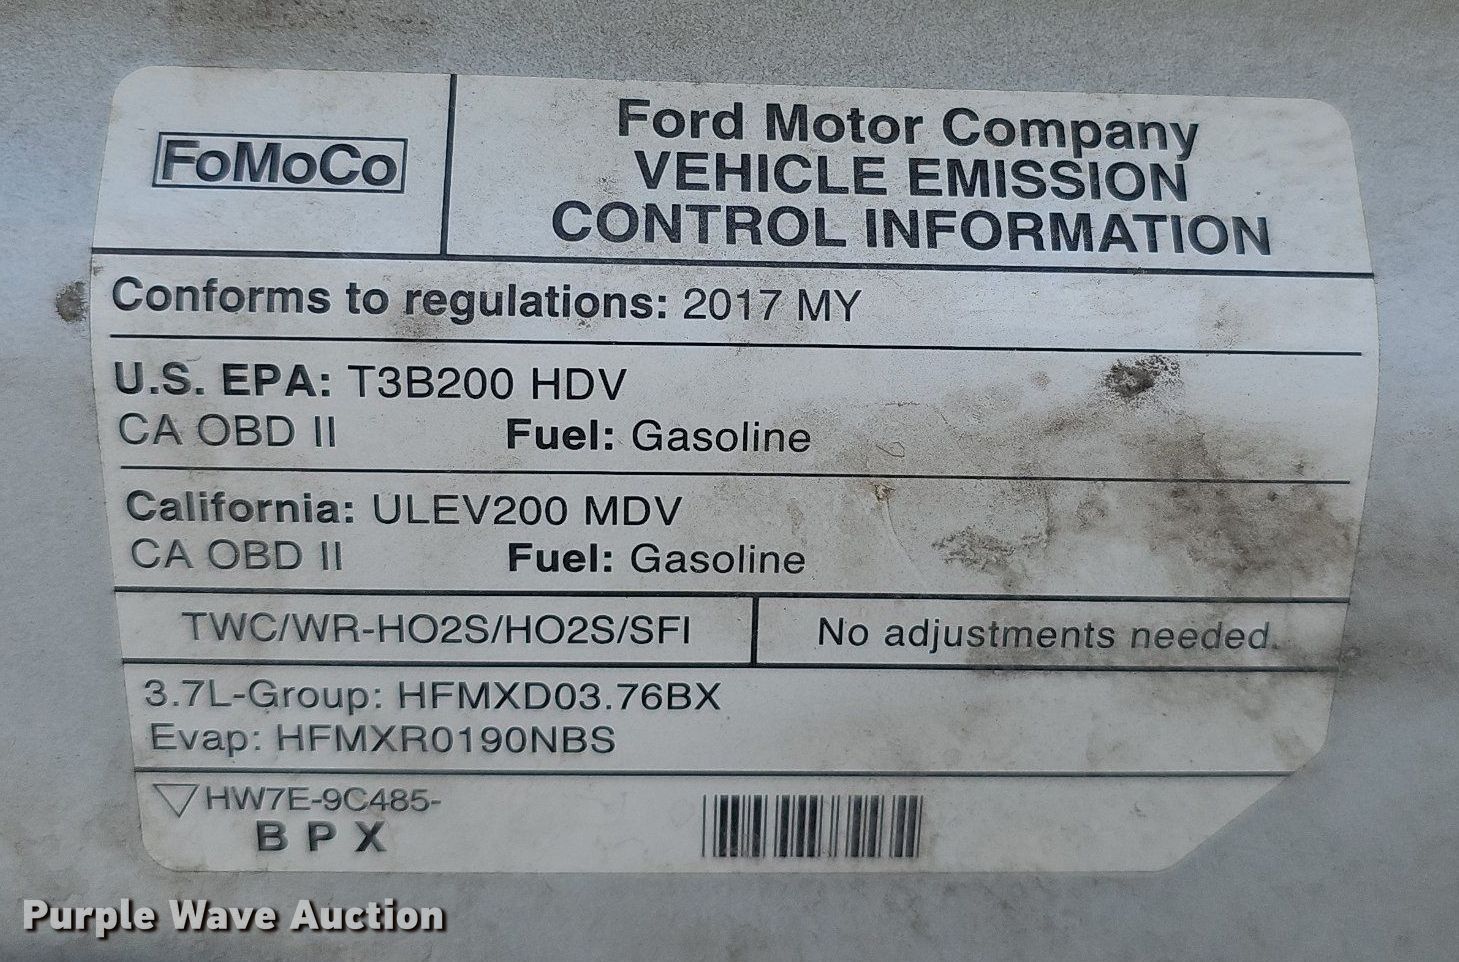 FoMoCo
Ford Motor Company
VEHICLE EMISSION
CONTROL INFORMATION
Conforms to regulations: 2017 MY
U.S. EPA: T3B200 HDV
CA OBD II Fuel: Gasoline
California: ULEV200 MDV
CA OBD II Fuel: Gasoline
TWC/WR-HO2S/HO2S/SFI No adjustments needed.
3.7L-Group: HFMXD03.76BX
Evap: HFMXR0190NBS
HW7E-9C485-
B P X
Purple Wave Auction